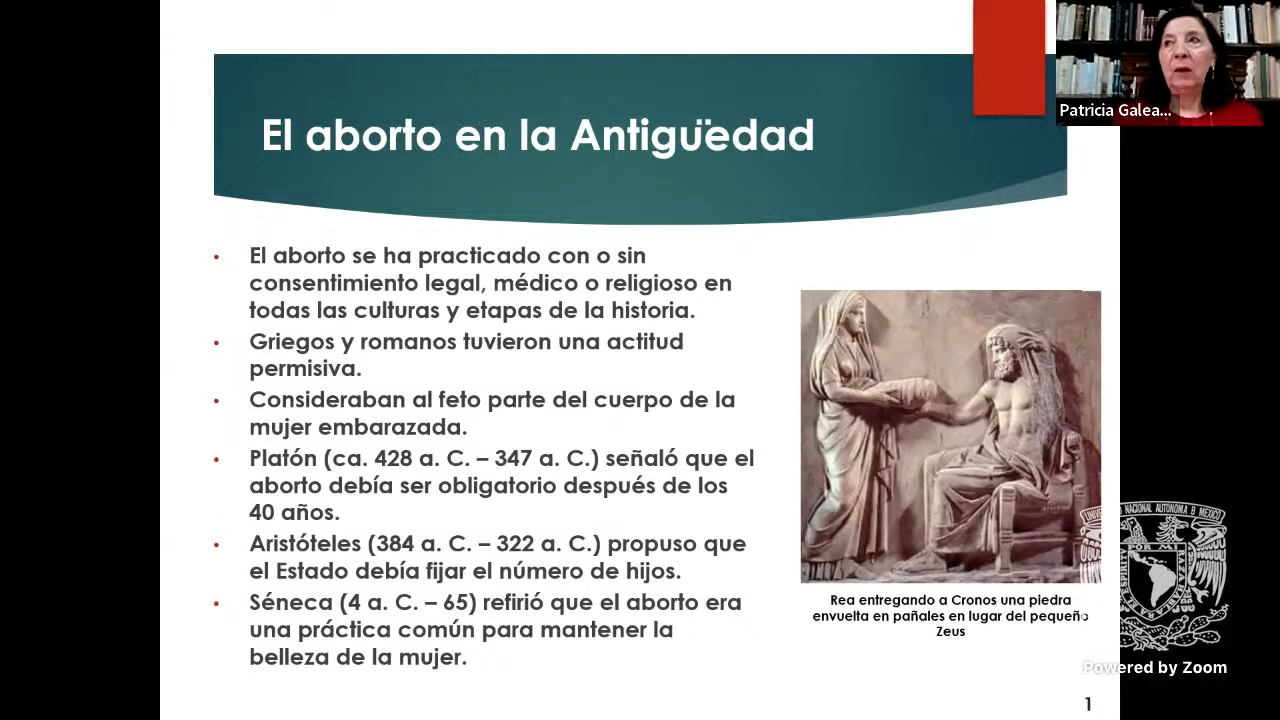 El aborto en la Antigüedad
Patricia Galea...
• El aborto se ha practicado con o sin
consentimiento legal, médico o religioso en
todas las culturas y etapas de la historia.
• Griegos y romanos tuvieron una actitud
permisiva.
• Consideraban al feto parte del cuerpo de la
mujer embarazada.
• Platón (ca. 428 a. C. – 347 a. C.) señaló que el
aborto debía ser obligatorio después de los
40 años.
• Aristóteles (384 a. C. – 322 a. C.) propuso que
el Estado debía fijar el número de hijos.
• Séneca (4 a. C. – 65) refirió que el aborto era
una práctica común para mantener la
belleza de la mujer.
Rea entregando a Cronos una piedra
envuelta en pañales en lugar del pequeño
Zeus
Powered by Zoom
1